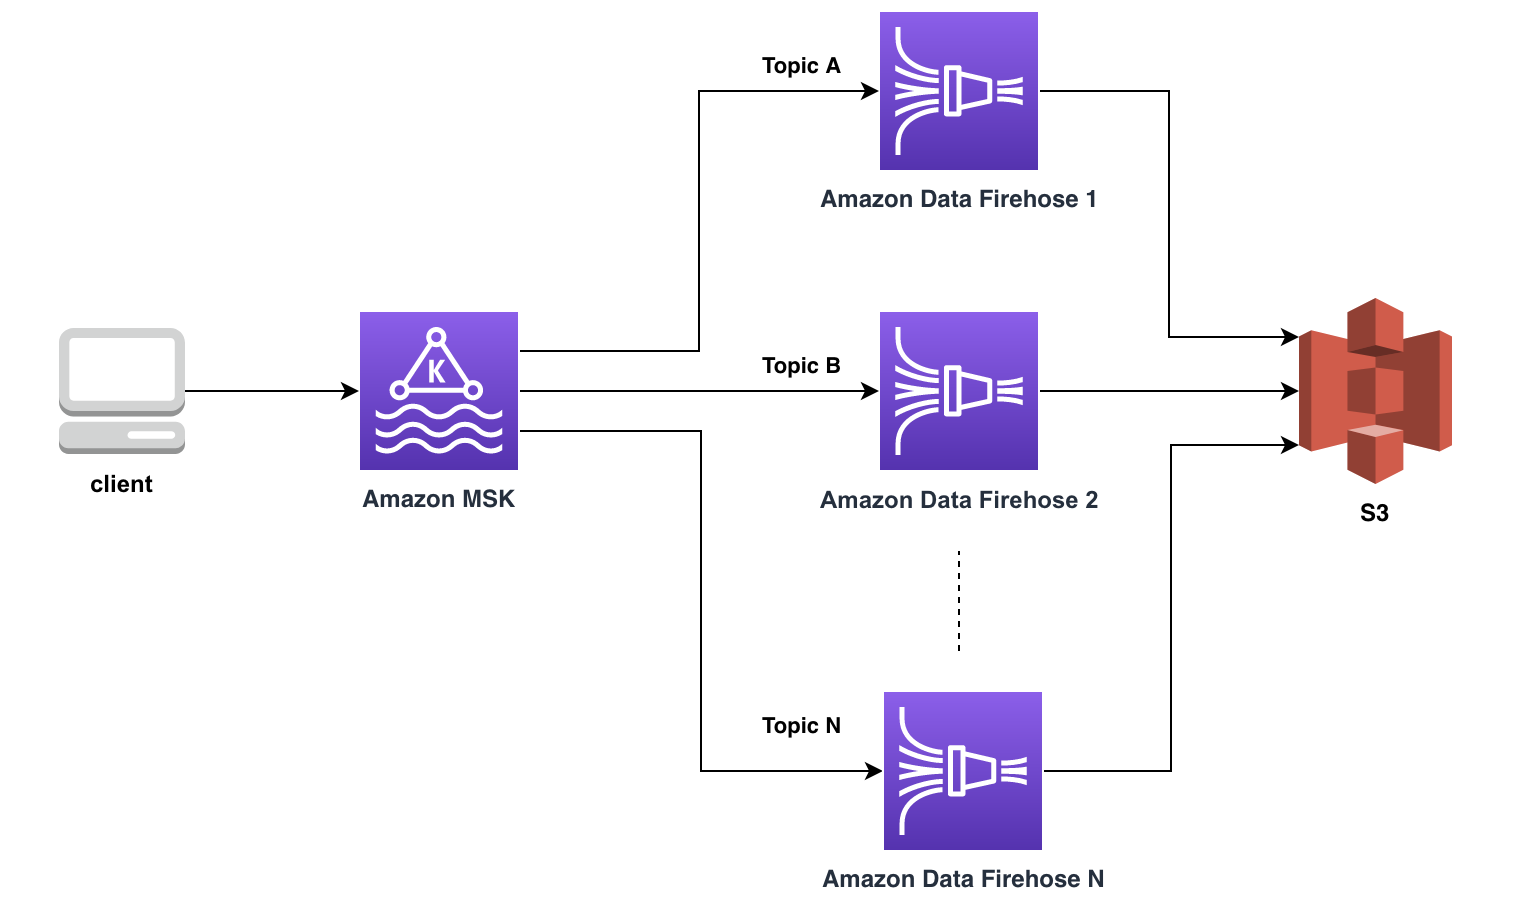 Topic A
Amazon Data Firehose 1
Topic B
K
client
Amazon MSK
Amazon Data Firehose 2
S3
Topic N
Amazon Data Firehose N